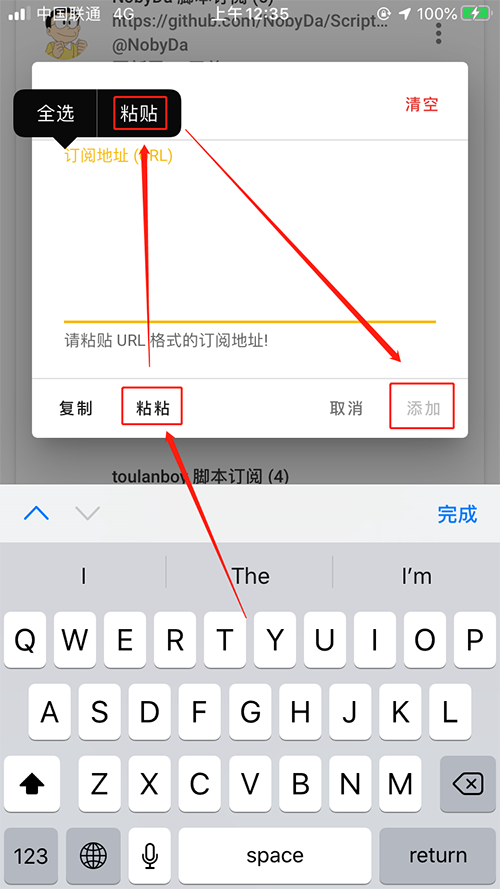 NobyDa 脚本订阅 (6)
中国联通 4G 上午12:35 100%
https://github.com/NobyDa/Script...
@NobyDa
清空
全选 粘贴
订阅地址 (URL)
请粘贴 URL 格式的订阅地址!
复制 粘粘 取消 添加
toulanboy 脚本订阅 (4)
完成
I The I’m
Q W E R T Y U I O P
A S D F G H J K L
Z X C V B N M
123 space return